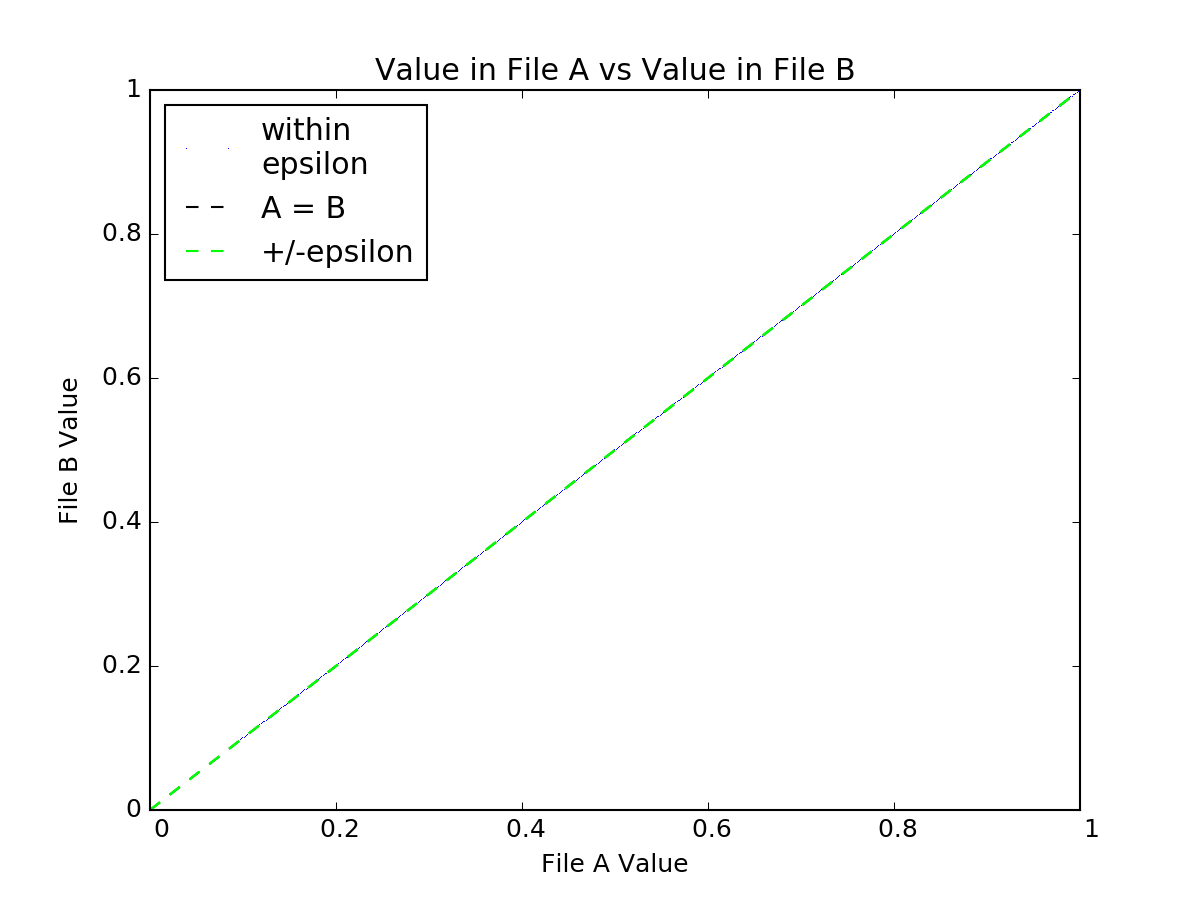 Value in File A vs Value in File B
within
epsilon
A = B
+/-epsilon
1
0.8
0.6
0.4
0.2
0
File B Value
0 0.2 0.4 0.6 0.8 1
File A Value